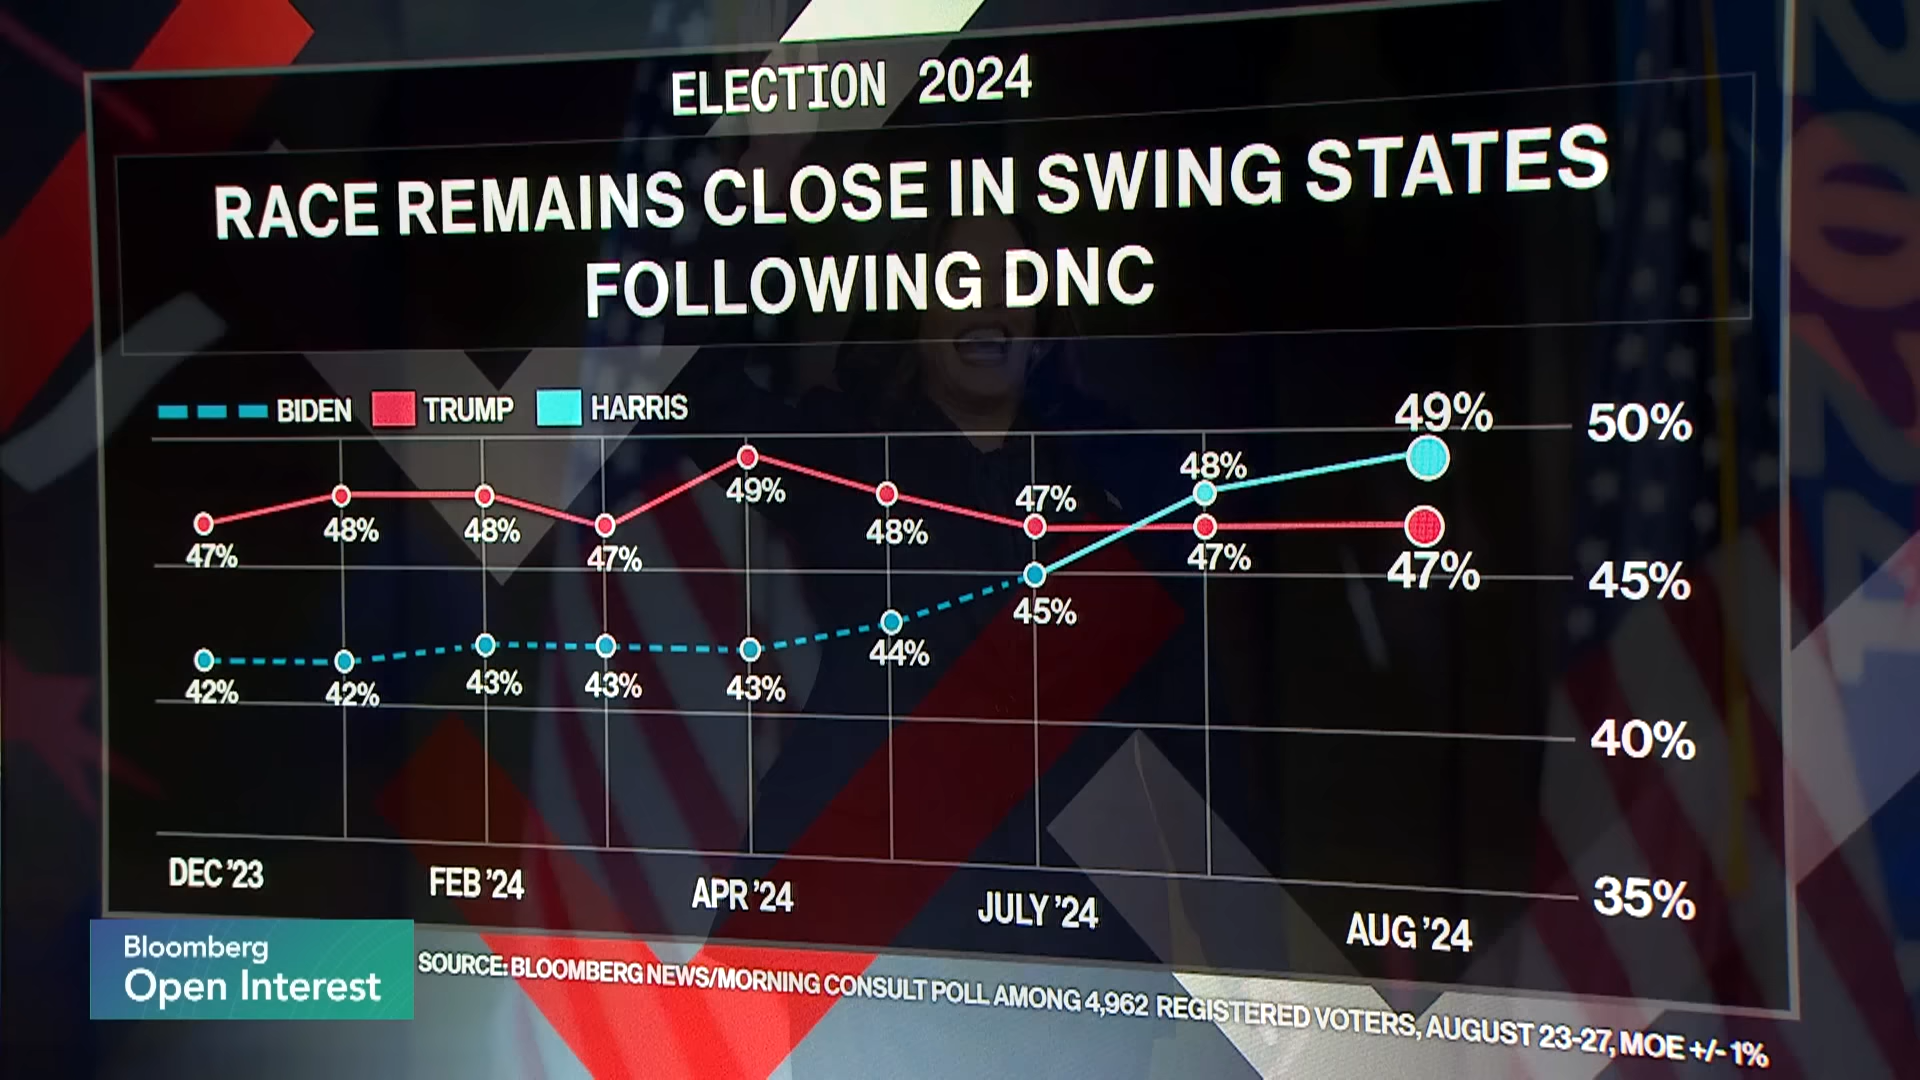 ELECTION 2024
RACE REMAINS CLOSE IN SWING STATES
FOLLOWING DNC
BIDEN TRUMP HARRIS
49%
50%
48%
47%
49%
48%
48%
48%
47%
47%
47%
47%
45%
45%
44%
42%
42%
43%
43%
43%
40%
35%
DEC '23
FEB '24
APR '24
JULY '24
AUG '24
Bloomberg
Open Interest
SOURCE: BLOOMBERG NEWS/MORNING CONSULT POLL AMONG 4,962 REGISTERED VOTERS, AUGUST 23-27, MOE +/- 1%